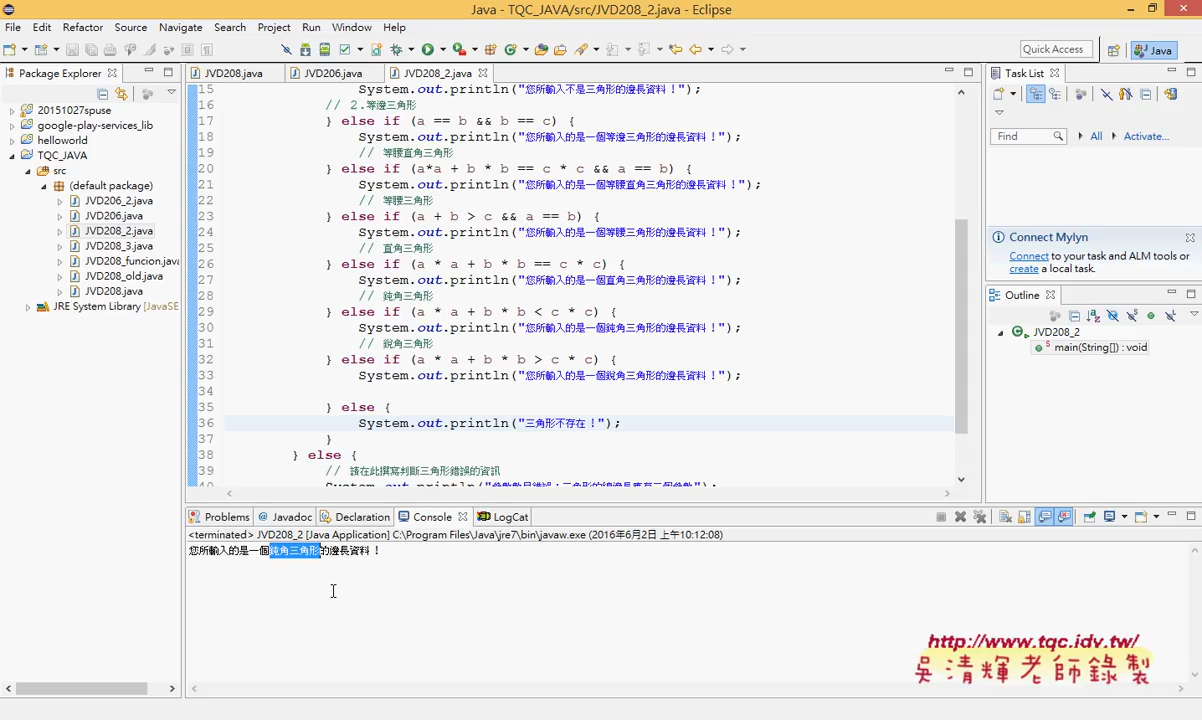 Java - TQC_JAVA/src/JVD208_2.java - Eclipse
File Edit Refactor Source Navigate Search Project Run Window Help
Quick Access
Java
Package Explorer
20151027spuse
google-play-services_lib
helloworld
TQC_JAVA
src
(default package)
JVD206_2.java
JVD206.java
JVD208_2.java
JVD208_3.java
JVD208_funcion.java
JVD208_old.java
JVD208.java
JRE System Library [JavaSE
JVD208.java JVD206.java JVD208_2.java
15 System.out.println("您所輸入不是三角形的邊長資料！");
16 // 2.等邊三角形
17 } else if (a == b && b == c) {
18 System.out.println("您所輸入的是一個等邊三角形的邊長資料！");
19 // 等腰直角三角形
20 } else if (a*a + b * b == c * c && a == b) {
21 System.out.println("您所輸入的是一個等腰直角三角形的邊長資料！");
22 // 等腰三角形
23 } else if (a + b > c && a == b) {
24 System.out.println("您所輸入的是一個等腰三角形的邊長資料！");
25 // 直角三角形
26 } else if (a * a + b * b == c * c) {
27 System.out.println("您所輸入的是一個直角三角形的邊長資料！");
28 // 鈍角三角形
29 } else if (a * a + b * b < c * c) {
30 System.out.println("您所輸入的是一個鈍角三角形的邊長資料！");
31 // 銳角三角形
32 } else if (a * a + b * b > c * c) {
33 System.out.println("您所輸入的是一個銳角三角形的邊長資料！");
34
35 } else {
36 System.out.println("三角形不存在！");
37 }
38 } else {
39 // 請在此撰寫判斷三角形錯誤的資訊
Task List
Find All Activate...
Connect Mylyn
Connect to your task and ALM tools or
create a local task.
Outline
JVD208_2
main(String[]) : void
Problems @ Javadoc Declaration Console LogCat
<terminated> JVD208_2 [Java Application] C:\Program Files\Java\jre7\bin\javaw.exe (2016年6月2日 上午10:12:08)
您所輸入的是一個鈍角三角形的邊長資料！
http://www.tqc.idv.tw/
吳清輝老師錄製